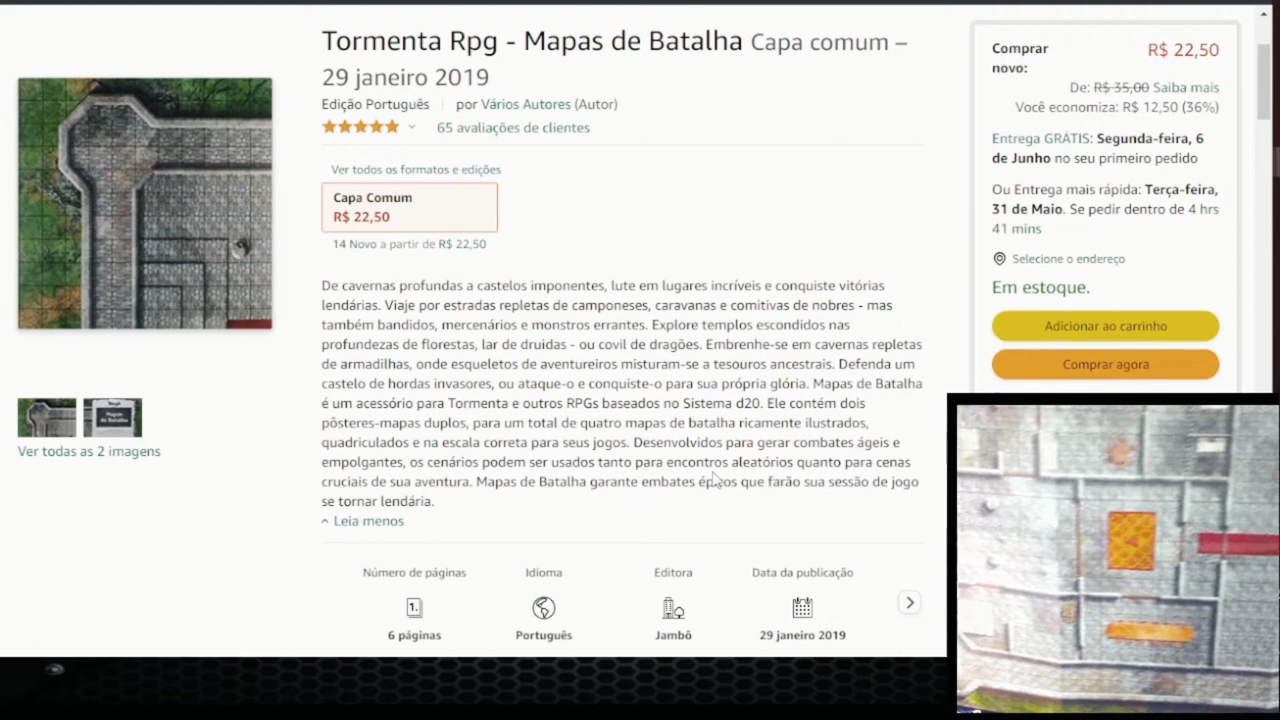 Tormenta Rpg - Mapas de Batalha Capa comum –
29 janeiro 2019
Edição Português
por Vários Autores (Autor)
65 avaliações de clientes
Ver todos os formatos e edições
Capa Comum
R$ 22,50
14 Novo a partir de R$ 22,50
De cavernas profundas a castelos imponentes, lute em lugares incríveis e conquiste vitórias
lendárias. Viaje por estradas repletas de camponeses, caravanas e comitivas de nobres - mas
também bandidos, mercenários e monstros errantes. Explore templos escondidos nas
profundezas de florestas, lar de druidas - ou covil de dragões. Embrenhe-se em cavernas repletas
de armadilhas, onde esqueletos de aventureiros misturam-se a tesouros ancestrais. Defenda um
castelo de hordas invasores, ou ataque-o e conquiste-o para sua própria glória. Mapas de Batalha
é um acessório para Tormenta e outros RPGs baseados no Sistema d20. Ele contém dois
pôsteres-mapas duplos, para um total de quatro mapas de batalha ricamente ilustrados,
quadriculados e na escala correta para seus jogos. Desenvolvidos para gerar combates ágeis e
empolgantes, os cenários podem ser usados tanto para encontros aleatórios quanto para cenas
cruciais de sua aventura. Mapas de Batalha garante embates épicos que farão sua sessão de jogo
se tornar lendária.
Leia menos
Número de páginas
1.
6 páginas
Idioma
Português
Editora
Jambô
Data da publicação
29 janeiro 2019
Mapas
de Batalha
Ver todas as 2 imagens
Comprar
novo:
R$ 22,50
De: R$ 35,00 Saiba mais
Você economiza: R$ 12,50 (36%)
Entrega GRÁTIS: Segunda-feira, 6
de Junho no seu primeiro pedido
Ou Entrega mais rápida: Terça-feira,
31 de Maio. Se pedir dentro de 4 hrs
41 mins
Selecione o endereço
Em estoque.
Adicionar ao carrinho
Comprar agora